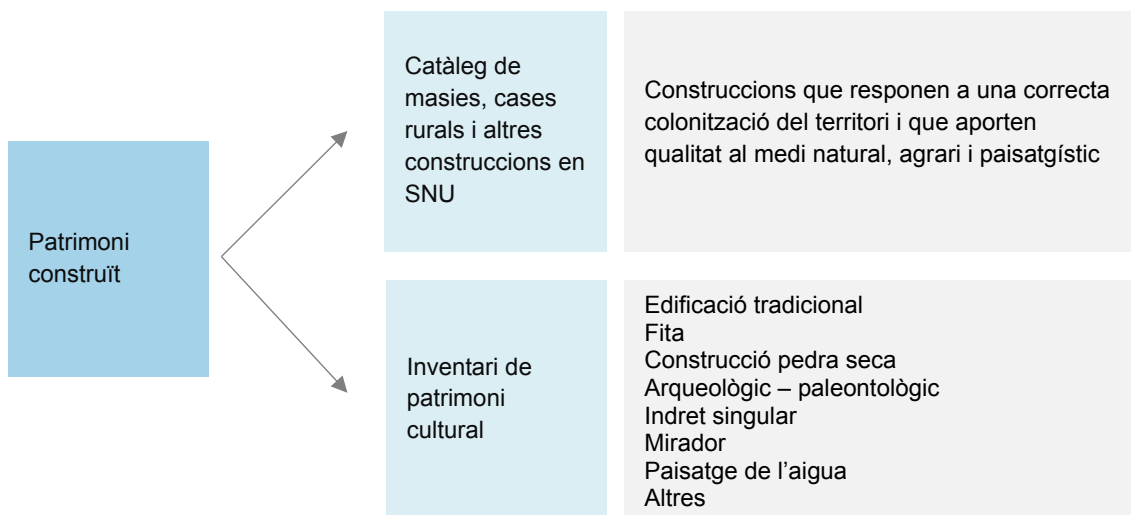 Patrimoni
construït
Catàleg de
masies, cases
rurals i altres
construccions en
SNU
Construccions que responen a una correcta
colonització del territori i que aporten
qualitat al medi natural, agrari i paisatgístic
Inventari de
patrimoni
cultural
Edificació tradicional
Fita
Construcció pedra seca
Arqueològic – paleontològic
Indret singular
Mirador
Paisatge de l’aigua
Altres